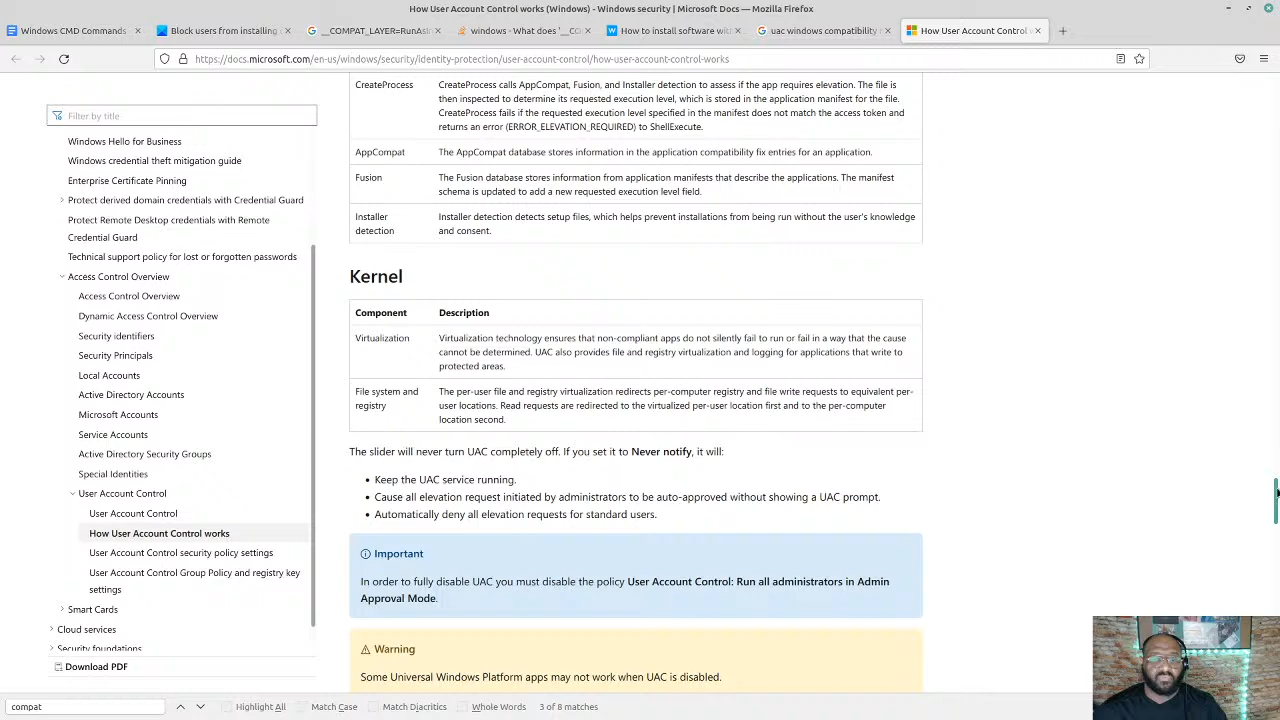 How User Account Control works (Windows) - Windows security | Microsoft Docs — Mozilla Firefox
Windows CMD Commands
Block users from installing
__COMPAT_LAYER=RunAsIn
windows - What does '__CO
How to install software with
uac windows compatibility
How User Account Control
https://docs.microsoft.com/en-us/windows/security/identity-protection/user-account-control/how-user-account-control-works
Filter by title
Windows Hello for Business
Windows credential theft mitigation guide
Enterprise Certificate Pinning
Protect derived domain credentials with Credential Guard
Protect Remote Desktop credentials with Remote
Credential Guard
Technical support policy for lost or forgotten passwords
Access Control Overview
Access Control Overview
Dynamic Access Control Overview
Security identifiers
Security Principals
Local Accounts
Active Directory Accounts
Microsoft Accounts
Service Accounts
Active Directory Security Groups
Special Identities
User Account Control
User Account Control
How User Account Control works
User Account Control security policy settings
User Account Control Group Policy and registry key
settings
Smart Cards
Cloud services
Security foundations
Download PDF
CreateProcess
CreateProcess calls AppCompat, Fusion, and Installer detection to assess if the app requires elevation. The file is
then inspected to determine its requested execution level, which is stored in the application manifest for the file.
CreateProcess fails if the requested execution level specified in the manifest does not match the access token and
returns an error (ERROR_ELEVATION_REQUIRED) to ShellExecute.
AppCompat
The AppCompat database stores information in the application compatibility fix entries for an application.
Fusion
The Fusion database stores information from application manifests that describe the applications. The manifest
schema is updated to add a new requested execution level field.
Installer
detection
Installer detection detects setup files, which helps prevent installations from being run without the user's knowledge
and consent.
Kernel
Component
Description
Virtualization
Virtualization technology ensures that non-compliant apps do not silently fail to run or fail in a way that the cause
cannot be determined. UAC also provides file and registry virtualization and logging for applications that write to
protected areas.
File system and
registry
The per-user file and registry virtualization redirects per-computer registry and file write requests to equivalent per-
user locations. Read requests are redirected to the virtualized per-user location first and to the per-computer
location second.
The slider will never turn UAC completely off. If you set it to Never notify, it will:
• Keep the UAC service running.
• Cause all elevation request initiated by administrators to be auto-approved without showing a UAC prompt.
• Automatically deny all elevation requests for standard users.
Important
In order to fully disable UAC you must disable the policy User Account Control: Run all administrators in Admin
Approval Mode.
Warning
Some Universal Windows Platform apps may not work when UAC is disabled.
compat
Highlight All
Match Case
Match Diacritics
Whole Words
3 of 8 matches